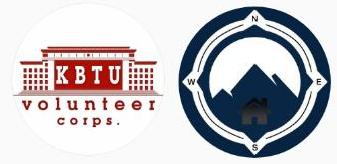 KBTU
volunteer
corps.
N
W E
S